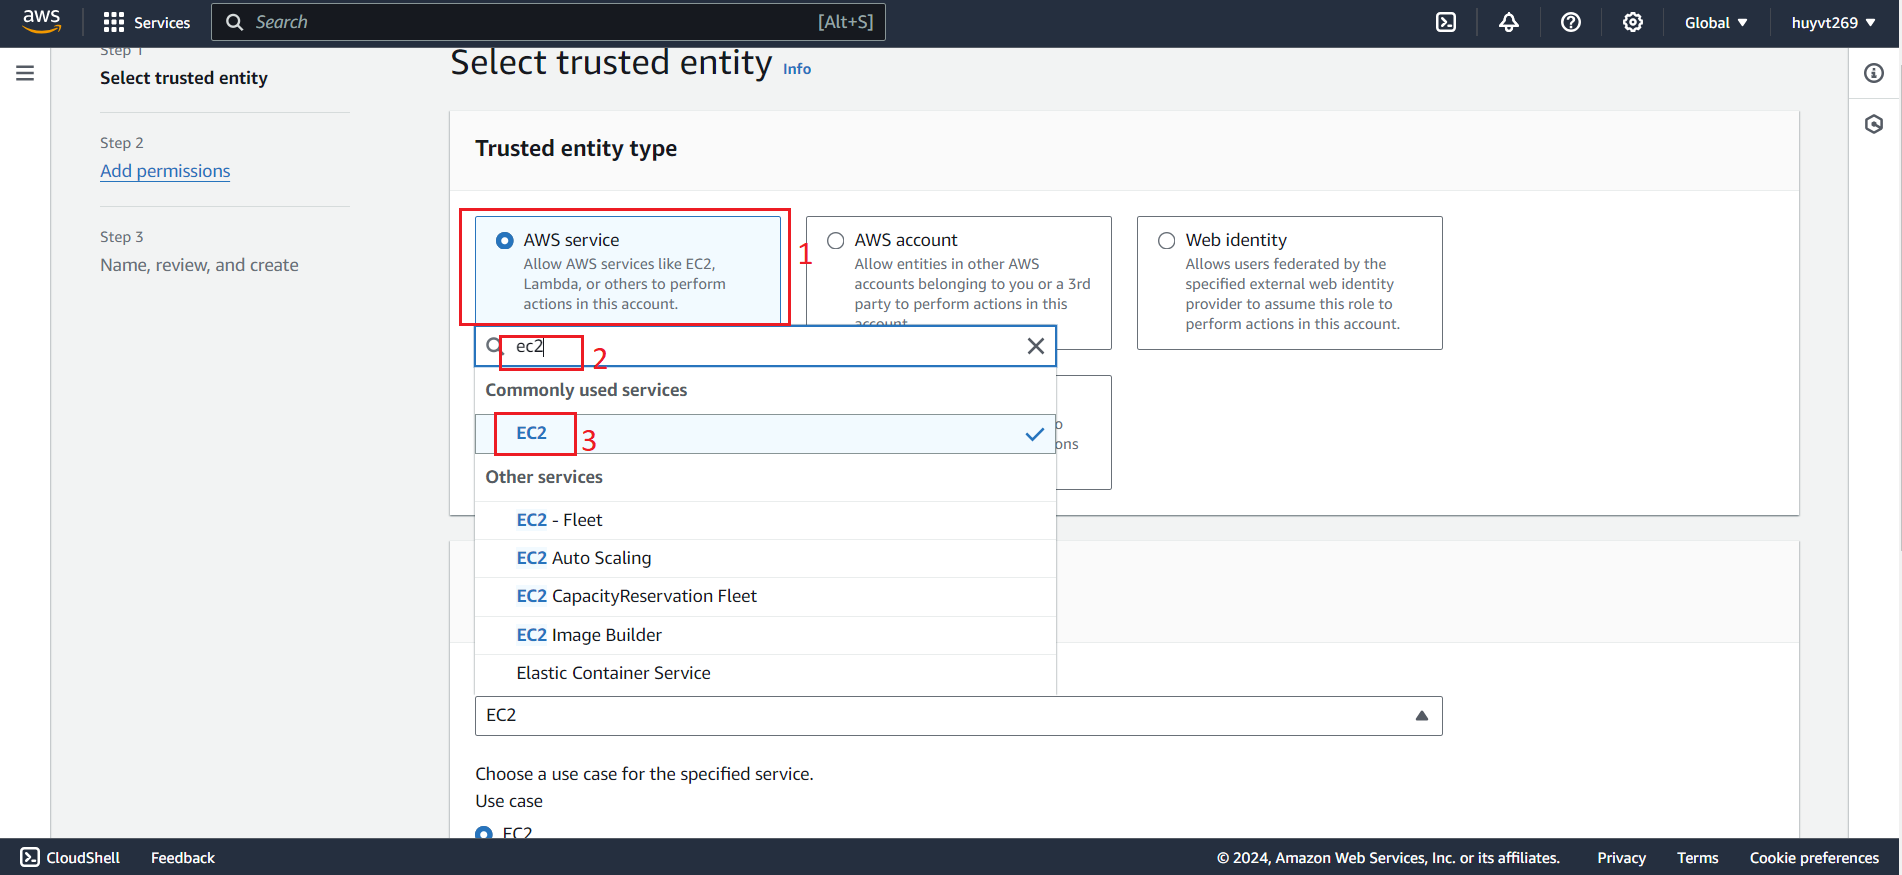 aws
Services
Search
[Alt+S]
Global
huyvt269
Step 1
Select trusted entity
Step 2
Add permissions
Step 3
Name, review, and create
Select trusted entity Info
Trusted entity type
AWS service
Allow AWS services like EC2,
Lambda, or others to perform
actions in this account.
1
AWS account
Allow entities in other AWS
accounts belonging to you or a 3rd
party to perform actions in this
account.
Web identity
Allows users federated by the
specified external web identity
provider to assume this role to
perform actions in this account.
ec2
2
Commonly used services
EC2
3
o
ons
Other services
EC2 - Fleet
EC2 Auto Scaling
EC2 CapacityReservation Fleet
EC2 Image Builder
Elastic Container Service
EC2
Choose a use case for the specified service.
Use case
EC2
CloudShell
Feedback
© 2024, Amazon Web Services, Inc. or its affiliates.
Privacy
Terms
Cookie preferences